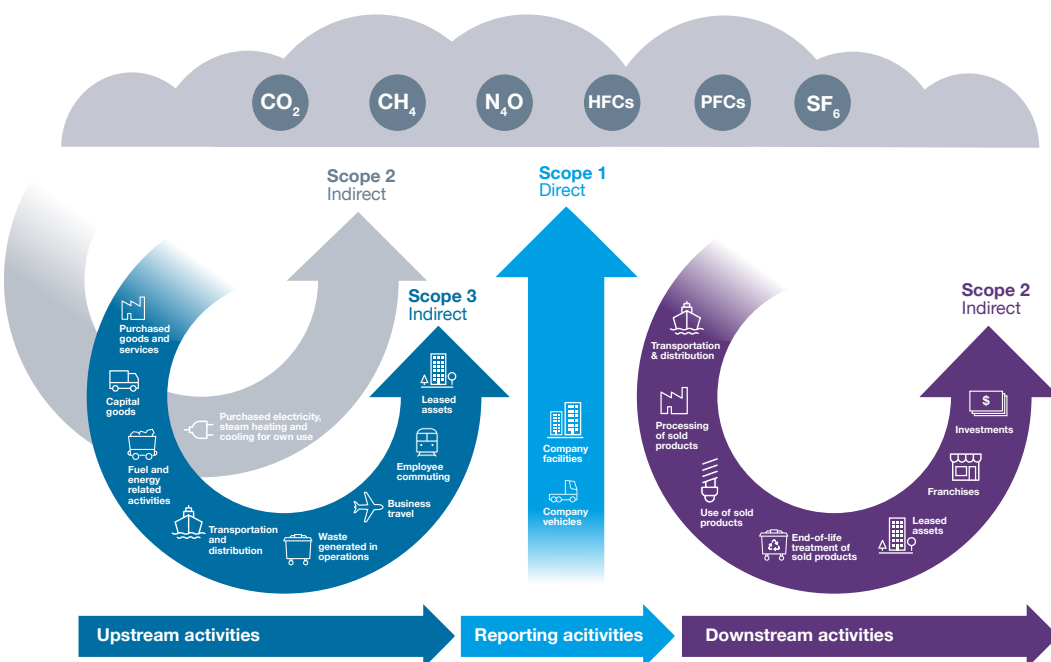 CO2
CH4
N4O
HFCs
PFCs
SF6
Scope 2
Indirect
Scope 1
Direct
Scope 3
Indirect
Scope 2
Indirect
Purchased
goods and
services
Capital
goods
Fuel and
energy
related
activities
Transportation
and
distribution
Waste
generated in
operations
Business
travel
Employee
commuting
Leased
assets
Purchased electricity,
steam heating and
cooling for own use
Company
facilities
Company
vehicles
Transportation
& distribution
Processing
of sold
products
Use of sold
products
End-of-life
treatment of
sold products
Leased
assets
Franchises
$
Investments
Upstream activities
Reporting acitivities
Downstream activities